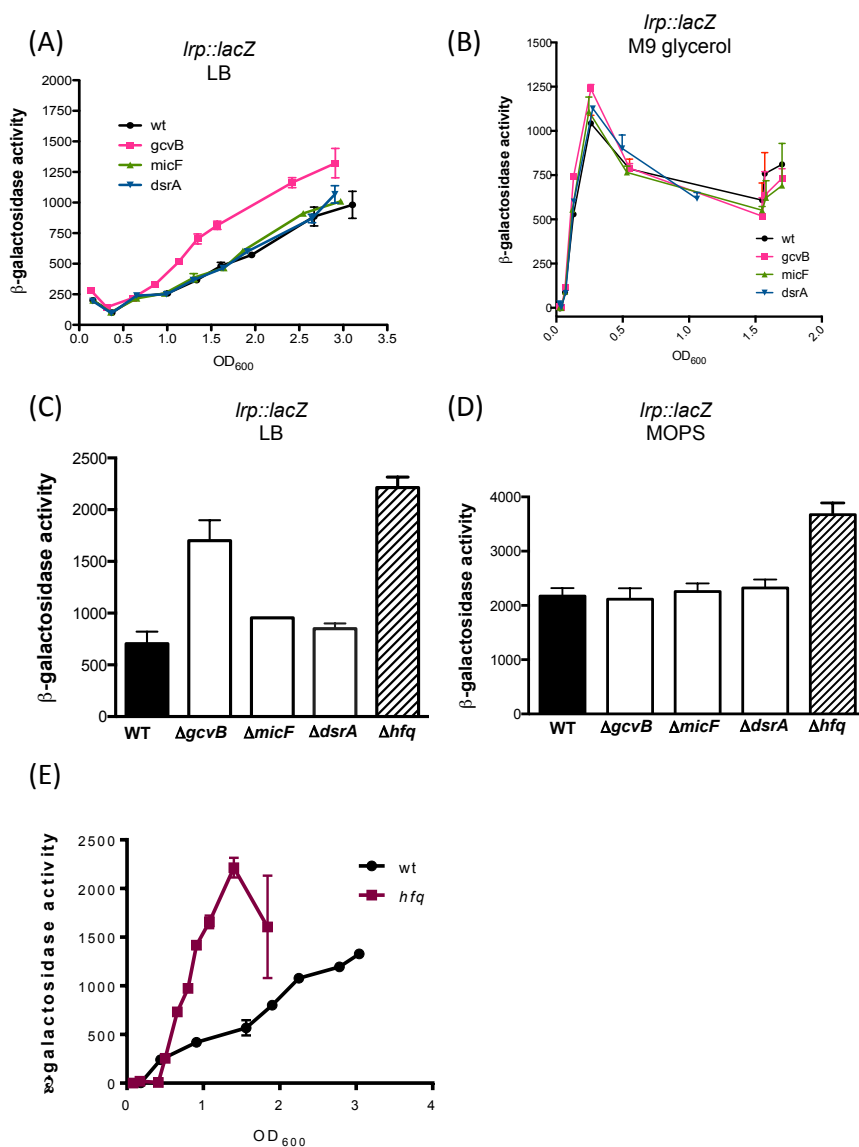 (A)
lrp::lacZ
LB
2000
1750
1500
1250
1000
750
500
250
0
β-galactosidase activity
wt
gcvB
micF
dsrA
0.0 0.5 1.0 1.5 2.0 2.5 3.0 3.5
OD600
(B)
lrp::lacZ
M9 glycerol
1500
1250
1000
750
500
250
0
β-galactosidase activity
wt
gcvB
micF
dsrA
0.0 0.5 1.0 1.5 2.0
OD600
(C)
lrp::lacZ
LB
2500
2000
1500
1000
500
0
β-galactosidase activity
WT ΔgcvB ΔmicF ΔdsrA Δhfq
(D)
lrp::lacZ
MOPS
4000
3000
2000
1000
0
β-galactosidase activity
WT ΔgcvB ΔmicF ΔdsrA Δhfq
(E)
2500
2000
1500
1000
500
0
-galactosidase activity
wt
hfq
0 1 2 3 4
OD600